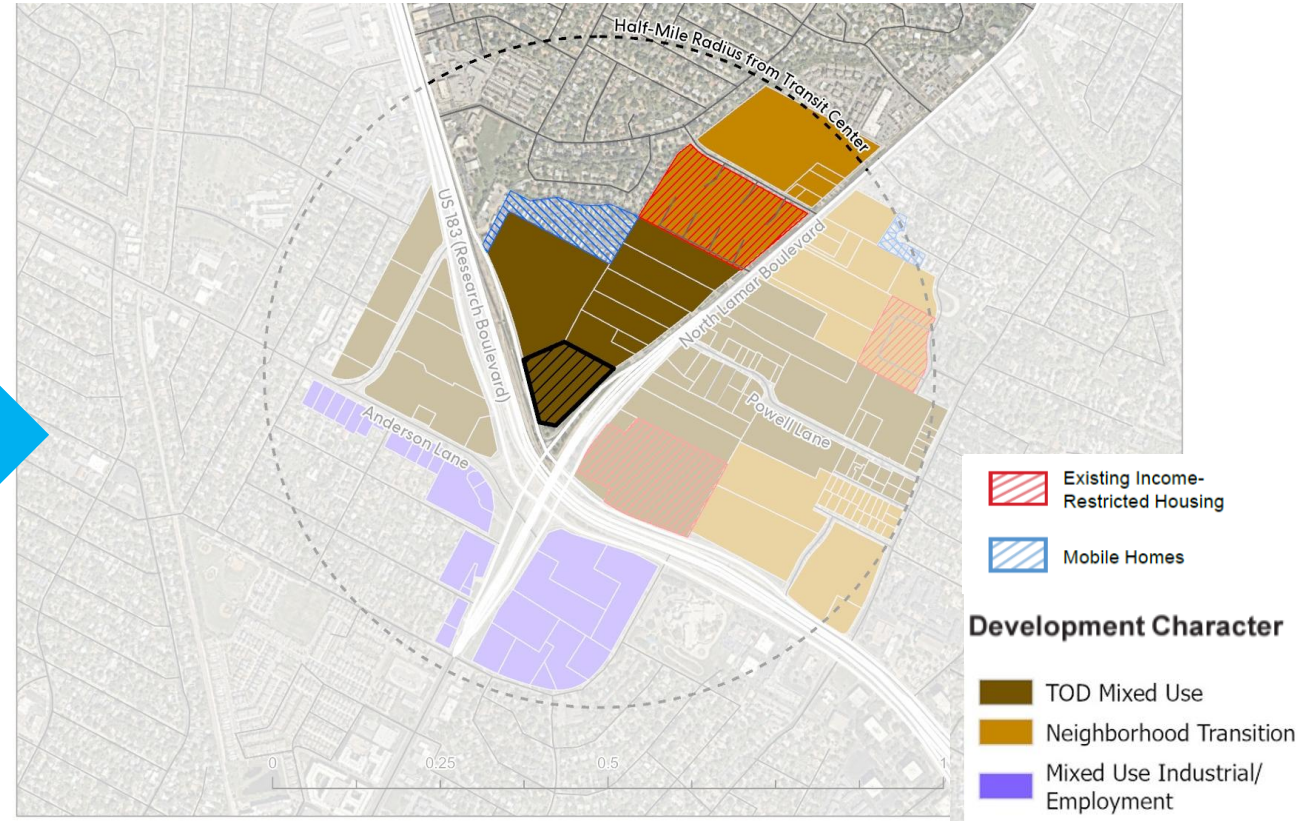 Half-Mile Radius from Transit Center
US 183 (Research Boulevard)
North Lamar Boulevard
Anderson Lane
Powell Lane
Existing Income-
Restricted Housing
Mobile Homes
Development Character
TOD Mixed Use
Neighborhood Transition
Mixed Use Industrial/
Employment
0 0.25 0.5 1